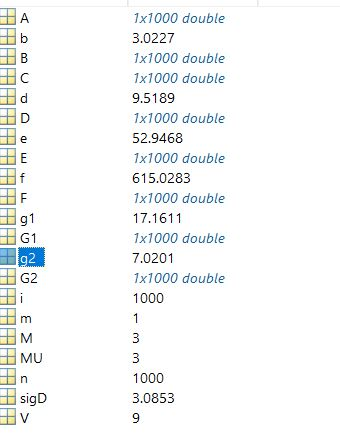 A 1x1000 double
b 3.0227
B 1x1000 double
C 1x1000 double
d 9.5189
D 1x1000 double
e 52.9468
E 1x1000 double
f 615.0283
F 1x1000 double
g1 17.1611
G1 1x1000 double
g2 7.0201
G2 1x1000 double
i 1000
m 1
M 3
MU 3
n 1000
sigD 3.0853
V 9